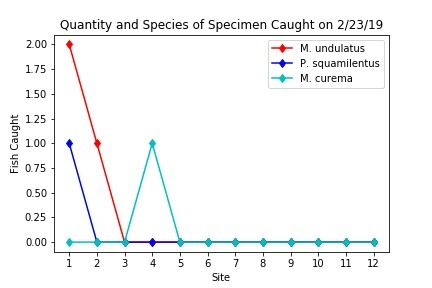 Quantity and Species of Specimen Caught on 2/23/19
M. undulatus
P. squamilentus
M. curema
2.00
1.75
1.50
1.25
1.00
0.75
0.50
0.25
0.00
Fish Caught
1 2 3 4 5 6 7 8 9 10 11 12
Site